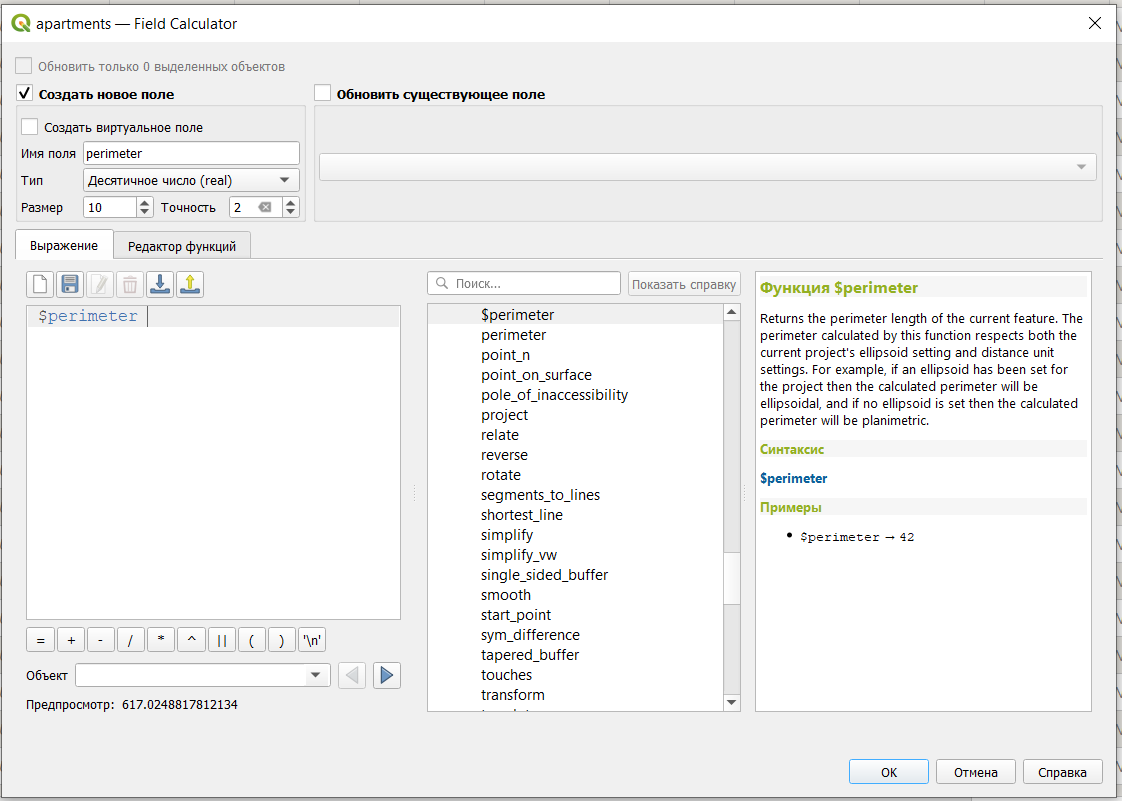 apartments — Field Calculator
Обновить только 0 выделенных объектов
Создать новое поле
Обновить существующее поле
Создать виртуальное поле
Имя поля perimeter
Тип Десятичное число (real)
Размер 10 Точность 2
Выражение Редактор функций
$perimeter
= + - / * ^ || ( ) '\n'
Объект
Предпросмотр: 617.0248817812134
Поиск... Показать справку
$perimeter
perimeter
point_n
point_on_surface
pole_of_inaccessibility
project
relate
reverse
rotate
segments_to_lines
shortest_line
simplify
simplify_vw
single_sided_buffer
smooth
start_point
sym_difference
tapered_buffer
touches
transform
Функция $perimeter
Returns the perimeter length of the current feature. The
perimeter calculated by this function respects both the
current project's ellipsoid setting and distance unit
settings. For example, if an ellipsoid has been set for
the project then the calculated perimeter will be
ellipsoidal, and if no ellipsoid is set then the calculated
perimeter will be planimetric.
Синтаксис
$perimeter
Примеры
• $perimeter → 42
OK Отмена Справка